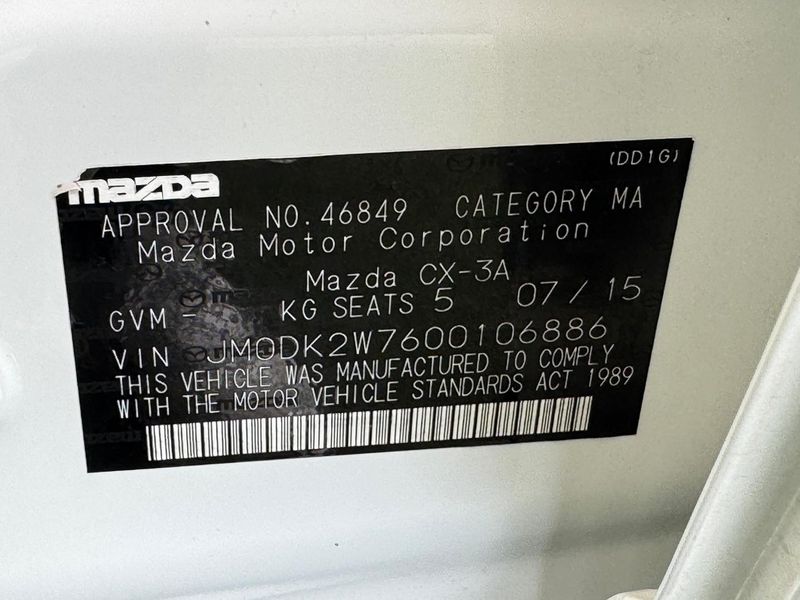 (DD1G)
mazda
APPROVAL NO. 46849 CATEGORY MA
Mazda Motor Corporation
Mazda CX-3A
GVM - KG SEATS 5 07 / 15
VIN JM0DK2W7600106886
THIS VEHICLE WAS MANUFACTURED TO COMPLY
WITH THE MOTOR VEHICLE STANDARDS ACT 1989